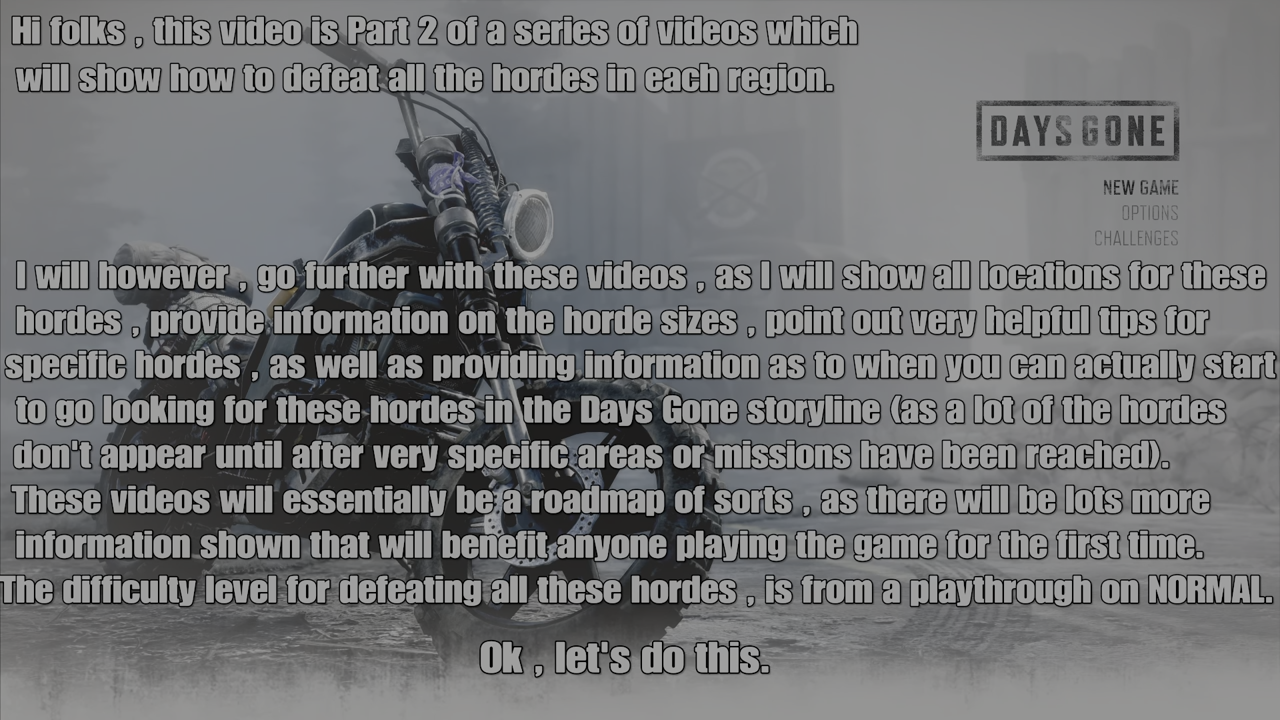 Hi folks , this video is Part 2 of a series of videos which
will show how to defeat all the hordes in each region.
DAYS GONE
NEW GAME
OPTIONS
CHALLENGES
I will however , go further with these videos , as I will show all locations for these
hordes , provide information on the horde sizes , point out very helpful tips for
specific hordes , as well as providing information as to when you can actually start
to go looking for these hordes in the Days Gone storyline (as a lot of the hordes
don't appear until after very specific areas or missions have been reached).
These videos will essentially be a roadmap of sorts , as there will be lots more
information shown that will benefit anyone playing the game for the first time.
The difficulty level for defeating all these hordes , is from a playthrough on NORMAL.
Ok , let's do this.